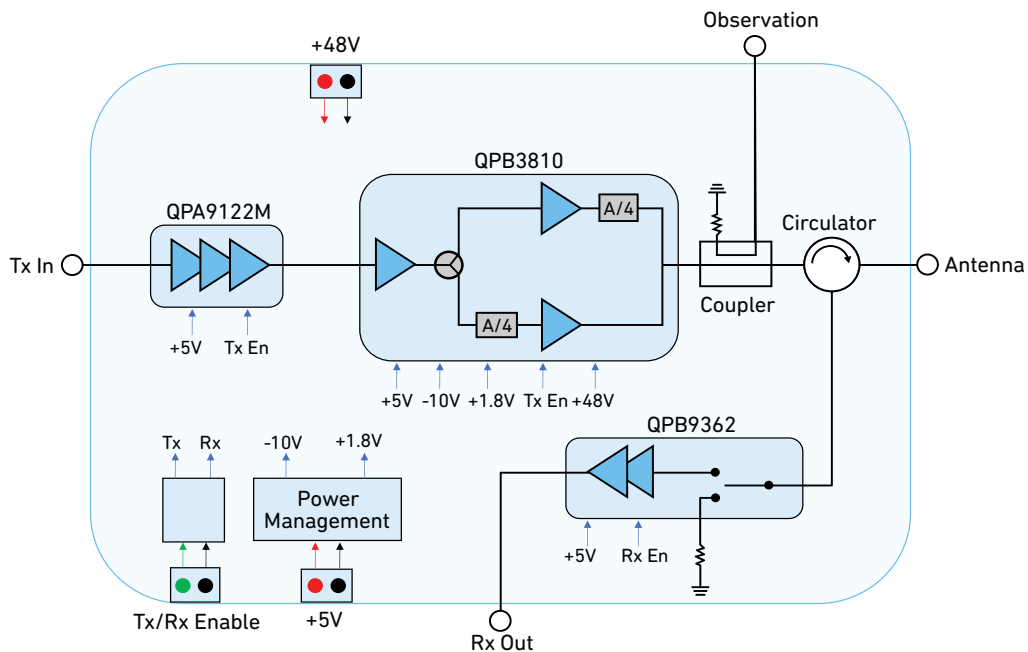 Observation
+48V
QPB3810
QPA9122M
A/4
Circulator
Tx In
Antenna
Coupler
A/4
+5V
Tx En
+5V
-10V
+1.8V
Tx En
+48V
QPB9362
Tx
Rx
-10V
+1.8V
Power
Management
+5V
Rx En
Tx/Rx Enable
+5V
Rx Out